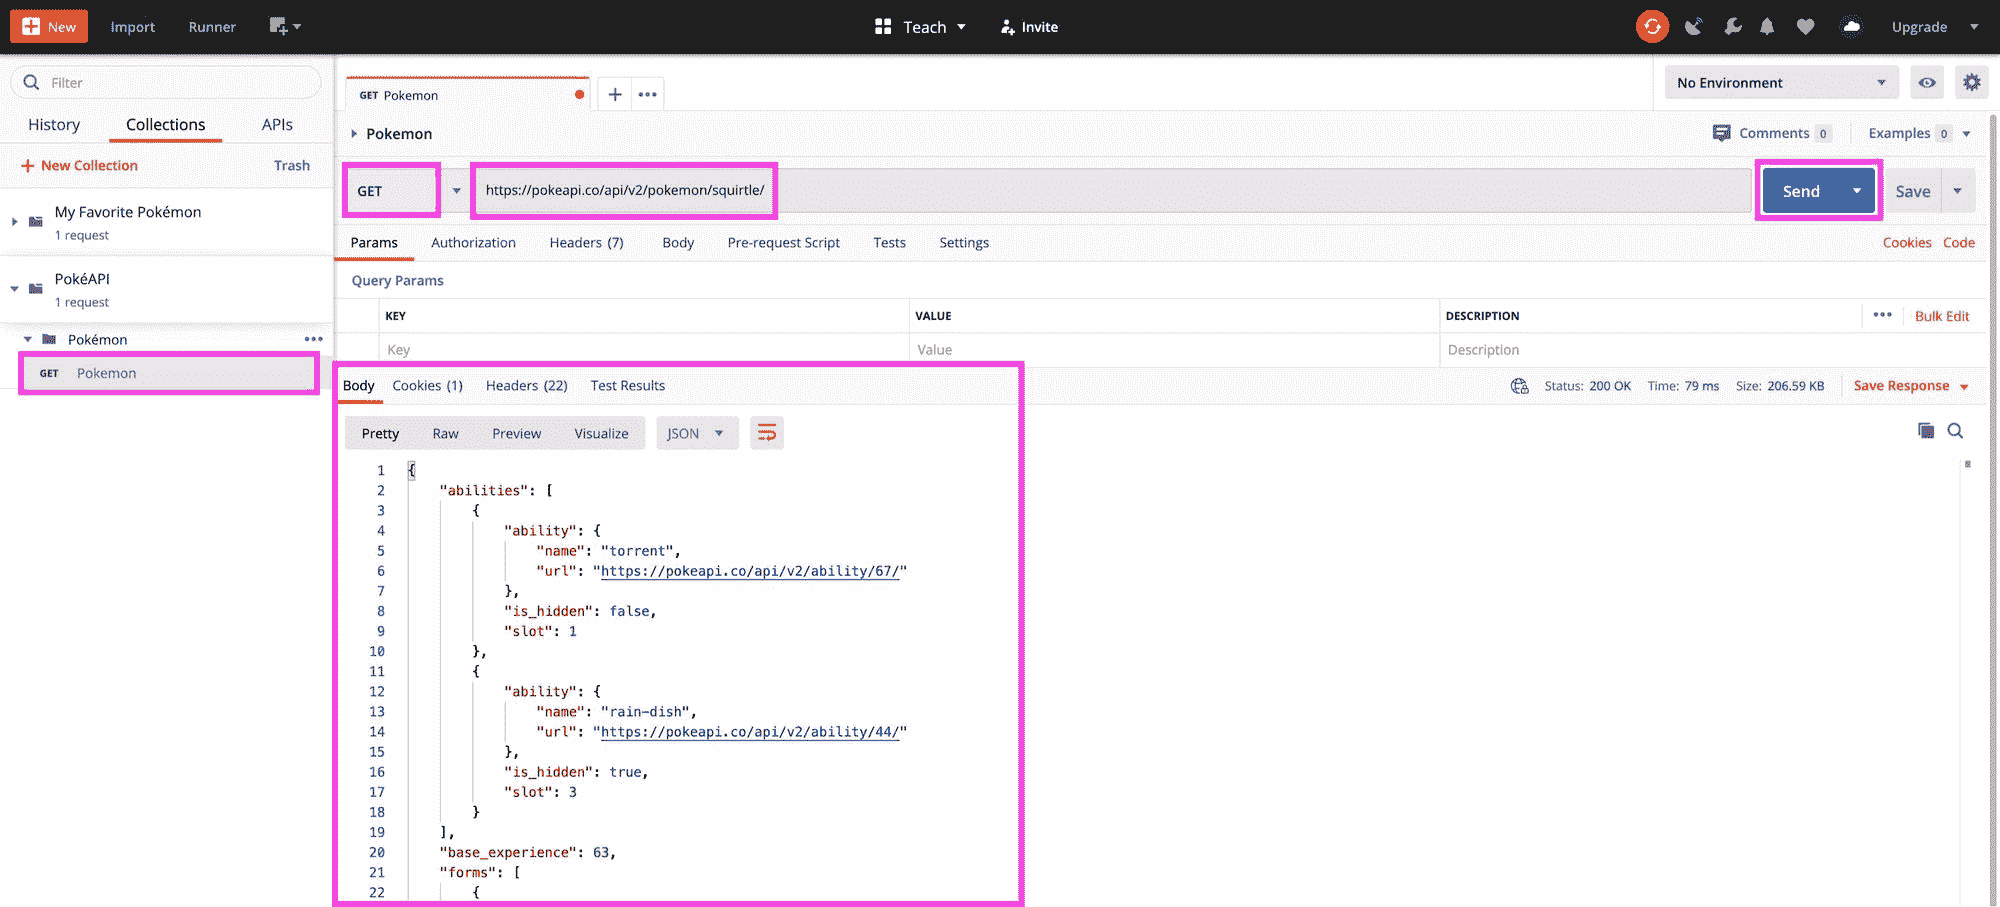 New Import Runner Teach Invite Upgrade
Filter
History Collections APIs
New Collection Trash
My Favorite Pokémon
1 request
PokéAPI
1 request
Pokémon
GET Pokemon
GET Pokemon
No Environment
Pokemon
Comments 0 Examples 0
GET https://pokeapi.co/api/v2/pokemon/squirtle/ Send Save
Params Authorization Headers (7) Body Pre-request Script Tests Settings Cookies Code
Query Params
KEY VALUE DESCRIPTION Bulk Edit
Key Value Description
Body Cookies (1) Headers (22) Test Results Status: 200 OK Time: 79 ms Size: 206.59 KB Save Response
Pretty Raw Preview Visualize JSON
1 {
2 "abilities": [
3 {
4 "ability": {
5 "name": "torrent",
6 "url": "https://pokeapi.co/api/v2/ability/67/"
7 },
8 "is_hidden": false,
9 "slot": 1
10 },
11 {
12 "ability": {
13 "name": "rain-dish",
14 "url": "https://pokeapi.co/api/v2/ability/44/"
15 },
16 "is_hidden": true,
17 "slot": 3
18 }
19 ],
20 "base_experience": 63,
21 "forms": [
22 {